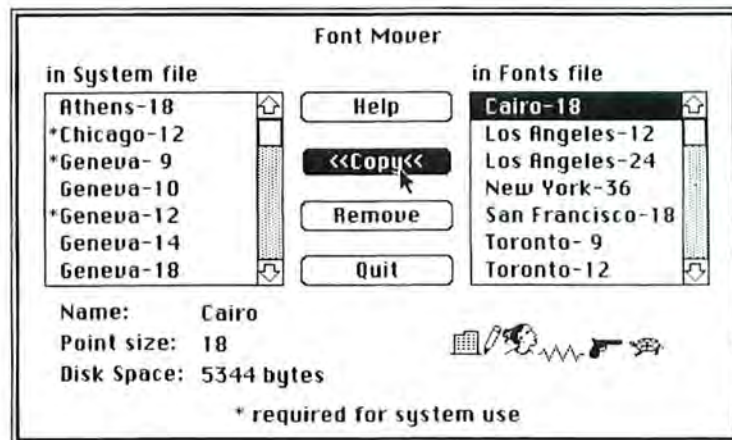 Font Mover
in System file
Athens-18
*Chicago-12
*Geneva- 9
Geneva-10
*Geneva-12
Geneva-14
Geneva-18
Help
<<Copy<<
Remove
Quit
in Fonts file
Cairo-18
Los Angeles-12
Los Angeles-24
New York-36
San Francisco-18
Toronto- 9
Toronto-12
Name: Cairo
Point size: 18
Disk Space: 5344 bytes
* required for system use